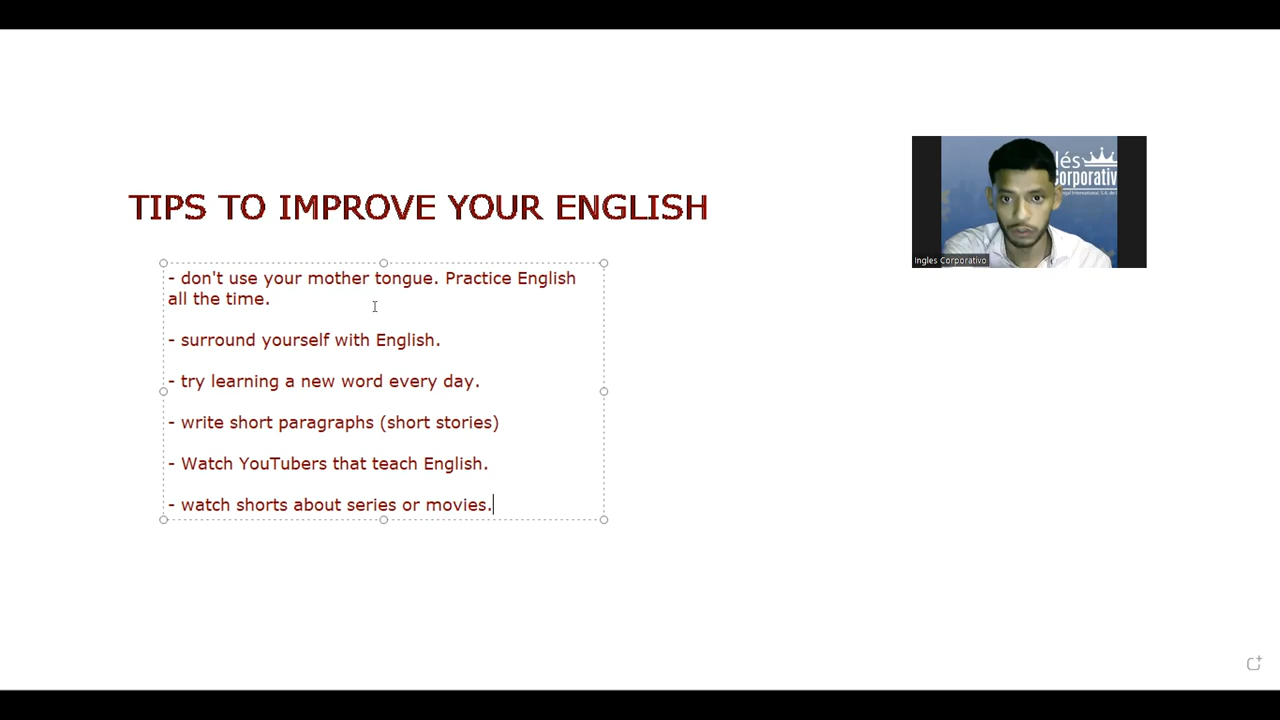 TIPS TO IMPROVE YOUR ENGLISH
- don't use your mother tongue. Practice English
all the time.
- surround yourself with English.
- try learning a new word every day.
- write short paragraphs (short stories)
- Watch YouTubers that teach English.
- watch shorts about series or movies.
lés
Corporativ
Ingles Corporativo